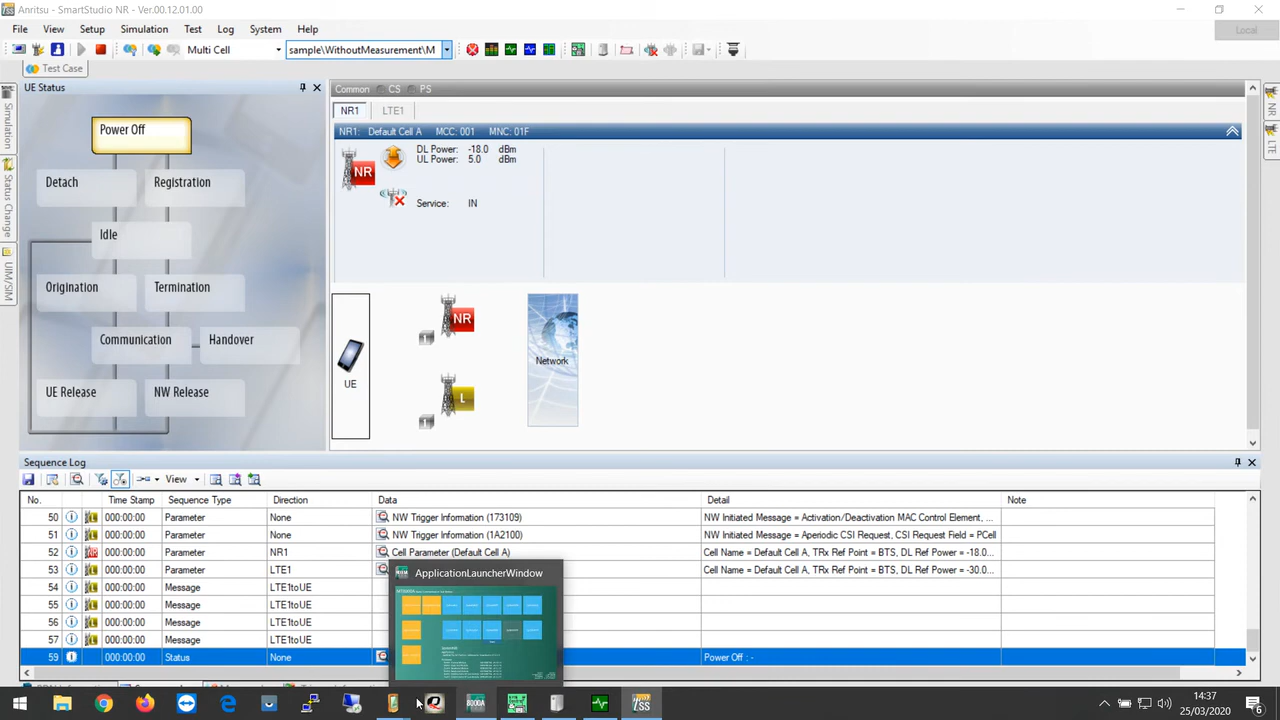 Anritsu - SmartStudio NR - Ver.00.12.01.00
File View Setup Simulation Test Log System Help
Local
Multi Cell sample\WithoutMeasurement\M
Test Case
UE Status
Common CS PS
NR1 LTE1
NR1: Default Cell A MCC: 001 MNC: 01F
DL Power: -18.0 dBm
UL Power: 5.0 dBm
NR
Service: IN
Simulation
Status Change
UIM/SIM
NR
LTE
Power Off
Detach Registration
Idle
Origination Termination
Communication Handover
UE Release NW Release
NR
L
UE
Network
Sequence Log
View
No. Time Stamp Sequence Type Direction Data Detail Note
50 000:00:00 Parameter None NW Trigger Information (173109) NW Initiated Message = Activation/Deactivation MAC Control Element, ...
51 000:00:00 Parameter None NW Trigger Information (1A2100) NW Initiated Message = Aperiodic CSI Request, CSI Request Field = PCell
52 000:00:00 Parameter NR1 Cell Parameter (Default Cell A) Cell Name = Default Cell A, TRx Ref Point = BTS, DL Ref Power = -18.0...
53 000:00:00 Parameter LTE1 Cell Name = Default Cell A, TRx Ref Point = BTS, DL Ref Power = -30.0...
54 000:00:00 Message LTE1toUE
55 000:00:00 Message LTE1toUE
56 000:00:00 Message LTE1toUE
57 000:00:00 Message LTE1toUE
59 000:00:00 Status None Power Off : -
ApplicationLauncherWindow
14:37
25/03/2020
6